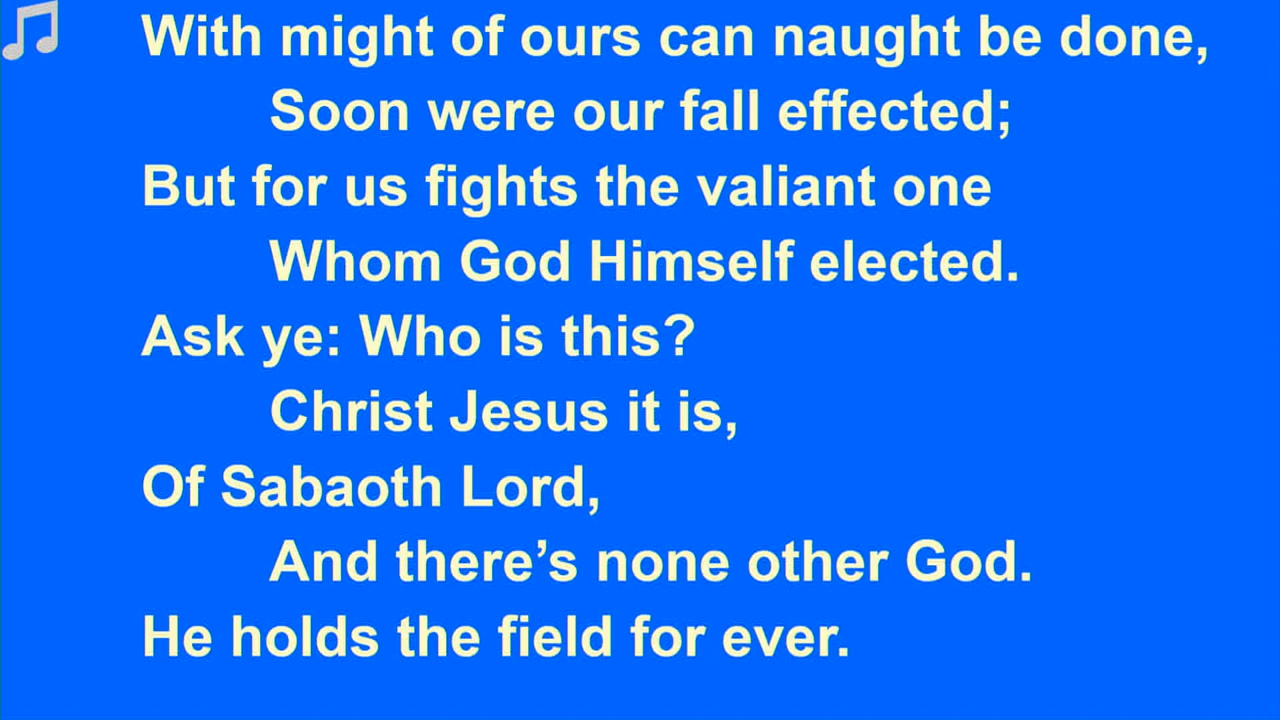 With might of ours can naught be done,
Soon were our fall effected;
But for us fights the valiant one
Whom God Himself elected.
Ask ye: Who is this?
Christ Jesus it is,
Of Sabaoth Lord,
And there’s none other God.
He holds the field for ever.